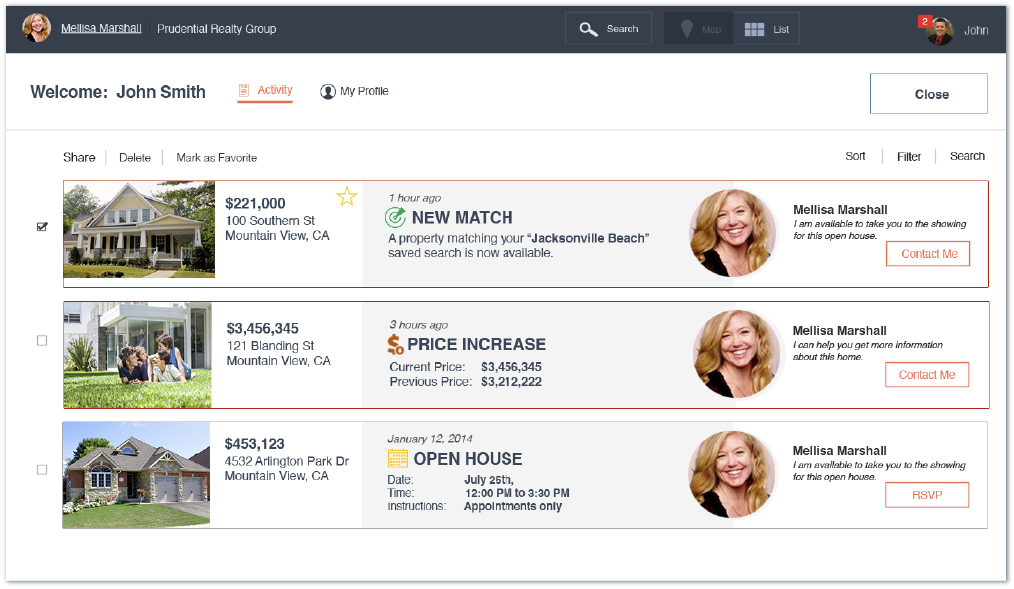 Mellisa Marshall Prudential Realty Group Search Map List 2 John
Welcome: John Smith Activity My Profile Close
Share Delete Mark as Favorite Sort Filter Search
$221,000
100 Southern St
Mountain View, CA
1 hour ago
NEW MATCH
A property matching your “Jacksonville Beach”
saved search is now available.
Mellisa Marshall
I am available to take you to the showing
for this open house.
Contact Me
$3,456,345
121 Blanding St
Mountain View, CA
3 hours ago
PRICE INCREASE
Current Price: $3,456,345
Previous Price: $3,212,222
Mellisa Marshall
I can help you get more information
about this home.
Contact Me
$453,123
4532 Arlington Park Dr
Mountain View, CA
January 12, 2014
OPEN HOUSE
Date: July 25th,
Time: 12:00 PM to 3:30 PM
Instructions: Appointments only
Mellisa Marshall
I am available to take you to the showing
for this open house.
RSVP